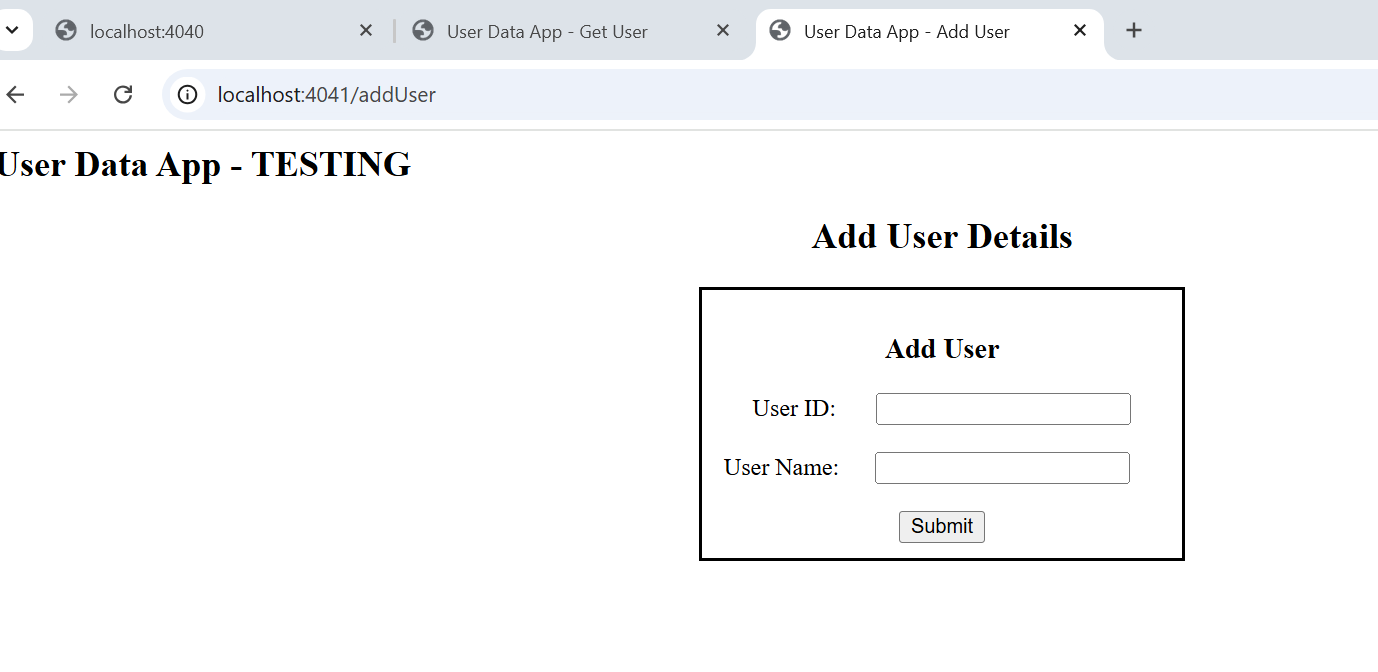 localhost:4040
User Data App - Get User
User Data App - Add User
localhost:4041/addUser
User Data App - TESTING
Add User Details
Add User
User ID:
User Name:
Submit